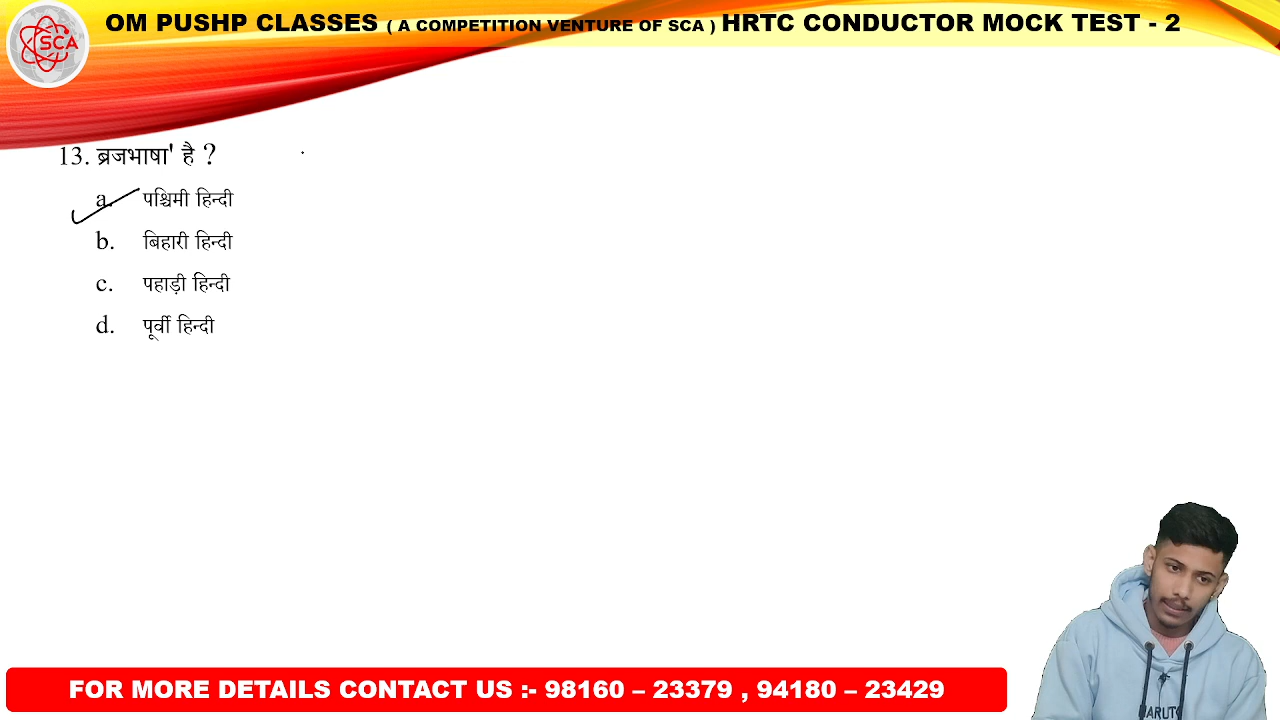 SCA
OM PUSHP CLASSES ( A COMPETITION VENTURE OF SCA ) HRTC CONDUCTOR MOCK TEST - 2
13. ब्रजभाषा' है ?
a. पश्चिमी हिन्दी
b. बिहारी हिन्दी
c. पहाड़ी हिन्दी
d. पूर्वी हिन्दी
FOR MORE DETAILS CONTACT US :- 98160 – 23379 , 94180 – 23429